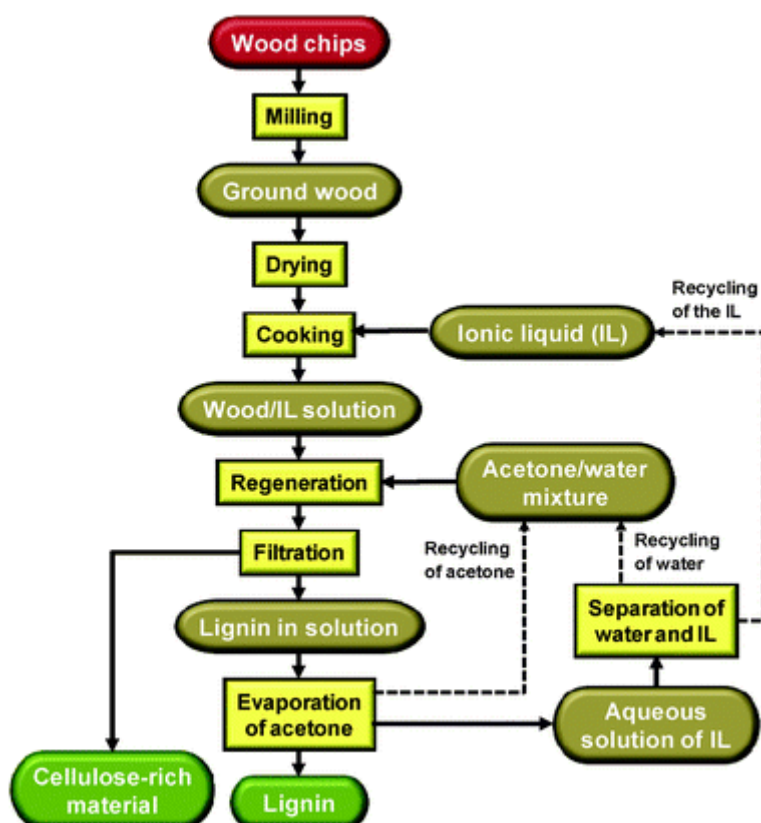 Wood chips
Milling
Ground wood
Drying
Recycling
of the IL
Cooking
Ionic liquid (IL)
Wood/IL solution
Regeneration
Acetone/water
mixture
Filtration
Recycling
of acetone
Recycling
of water
Lignin in solution
Separation of
water and IL
Evaporation
of acetone
Aqueous
solution of IL
Cellulose-rich
material
Lignin